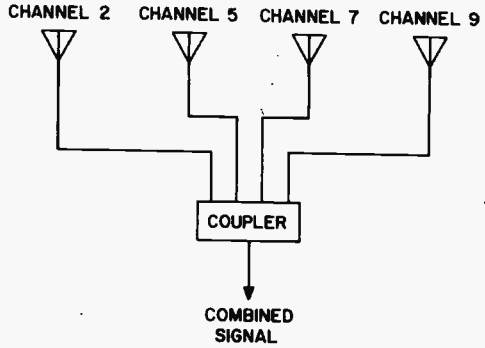 CHANNEL 2 CHANNEL 5 CHANNEL 7 CHANNEL 9
COUPLER
COMBINED
SIGNAL